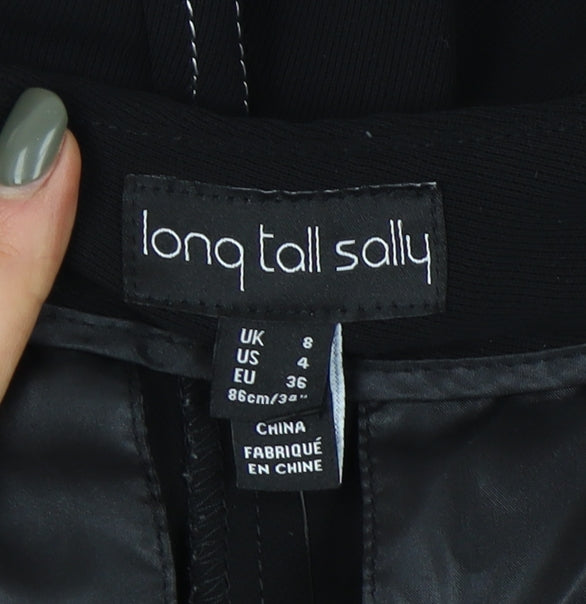 long tall sally
UK 8
US 4
EU 36
86cm/34"
CHINA
FABRIQUÉ
EN CHINE